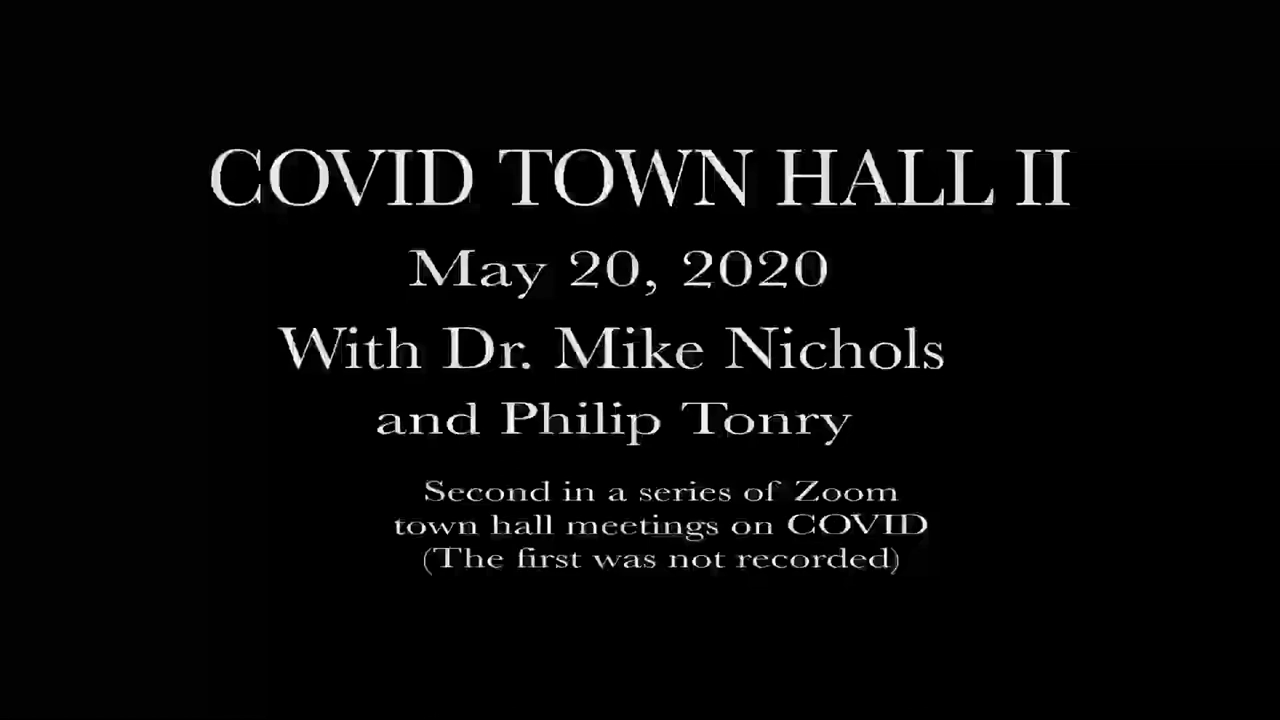 COVID TOWN HALL II
May 20, 2020
With Dr. Mike Nichols
and Philip Tonry
Second in a series of Zoom
town hall meetings on COVID
(The first was not recorded)